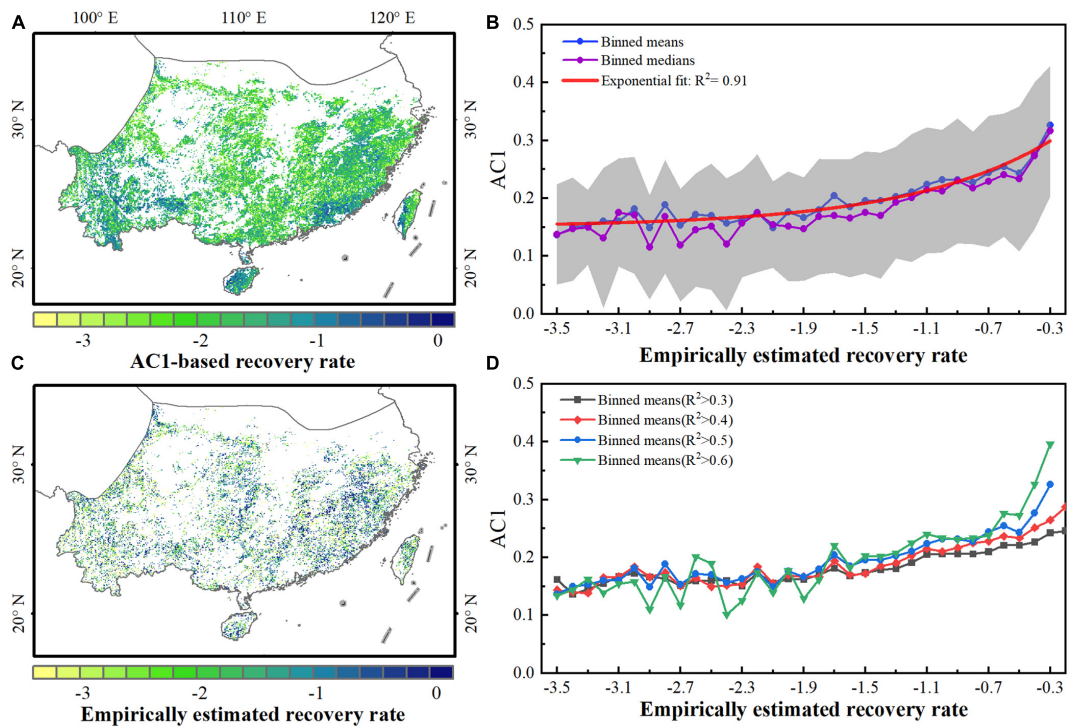 A
100° E 110° E 120° E
30° N
20° N
30° N
20° N
-3 -2 -1 0
AC1-based recovery rate
B
0.5
0.4
0.3
0.2
0.1
0.0
AC1
Binned means
Binned medians
Exponential fit: R²= 0.91
-3.5 -3.1 -2.7 -2.3 -1.9 -1.5 -1.1 -0.7 -0.3
Empirically estimated recovery rate
C
30° N
20° N
30° N
20° N
-3 -2 -1 0
Empirically estimated recovery rate
D
0.5
0.4
0.3
0.2
0.1
0.0
AC1
Binned means(R²>0.3)
Binned means(R²>0.4)
Binned means(R²>0.5)
Binned means(R²>0.6)
-3.5 -3.1 -2.7 -2.3 -1.9 -1.5 -1.1 -0.7 -0.3
Empirically estimated recovery rate